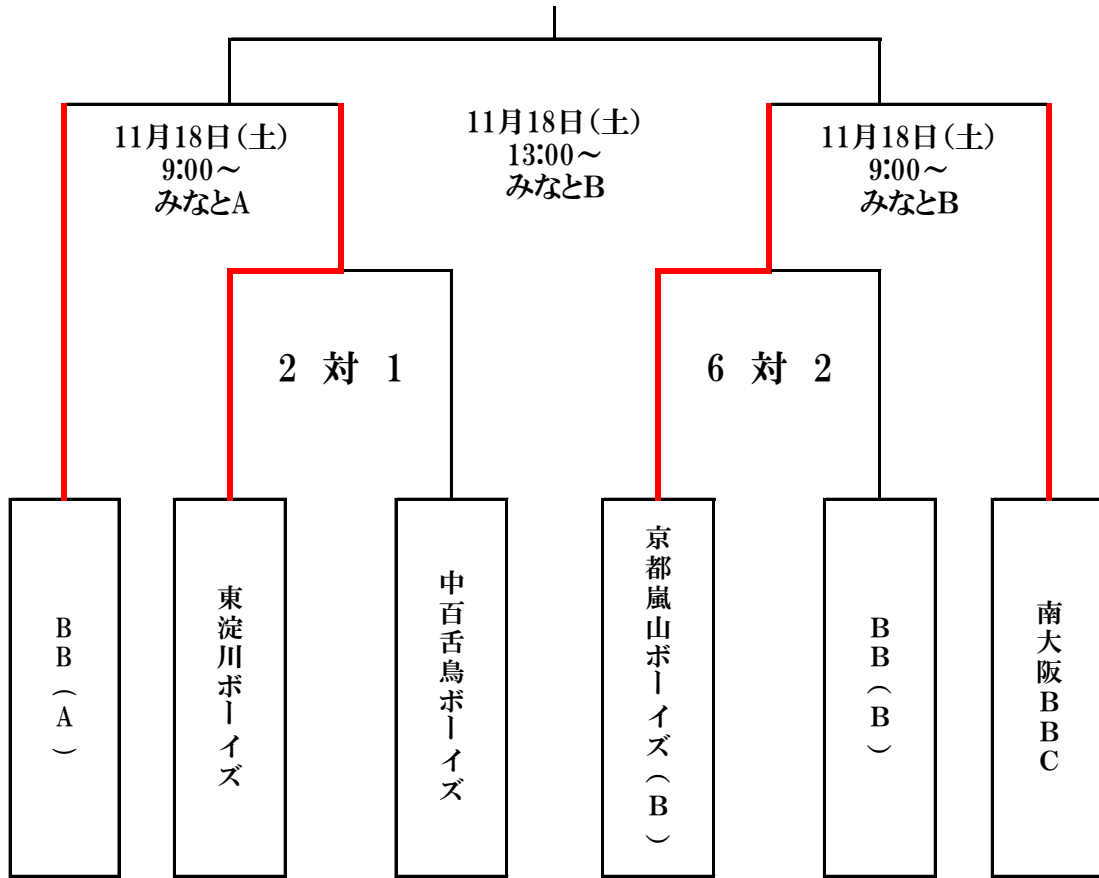 11月18日(土)
9:00~
みなとA
11月18日(土)
13:00~
みなとB
11月18日(土)
9:00~
みなとB
2 対 1
6 対 2
BB(A)
東淀川ボーイズ
中百舌鳥ボーイズ
京都嵐山ボーイズ(B)
BB(B)
南大阪BBC